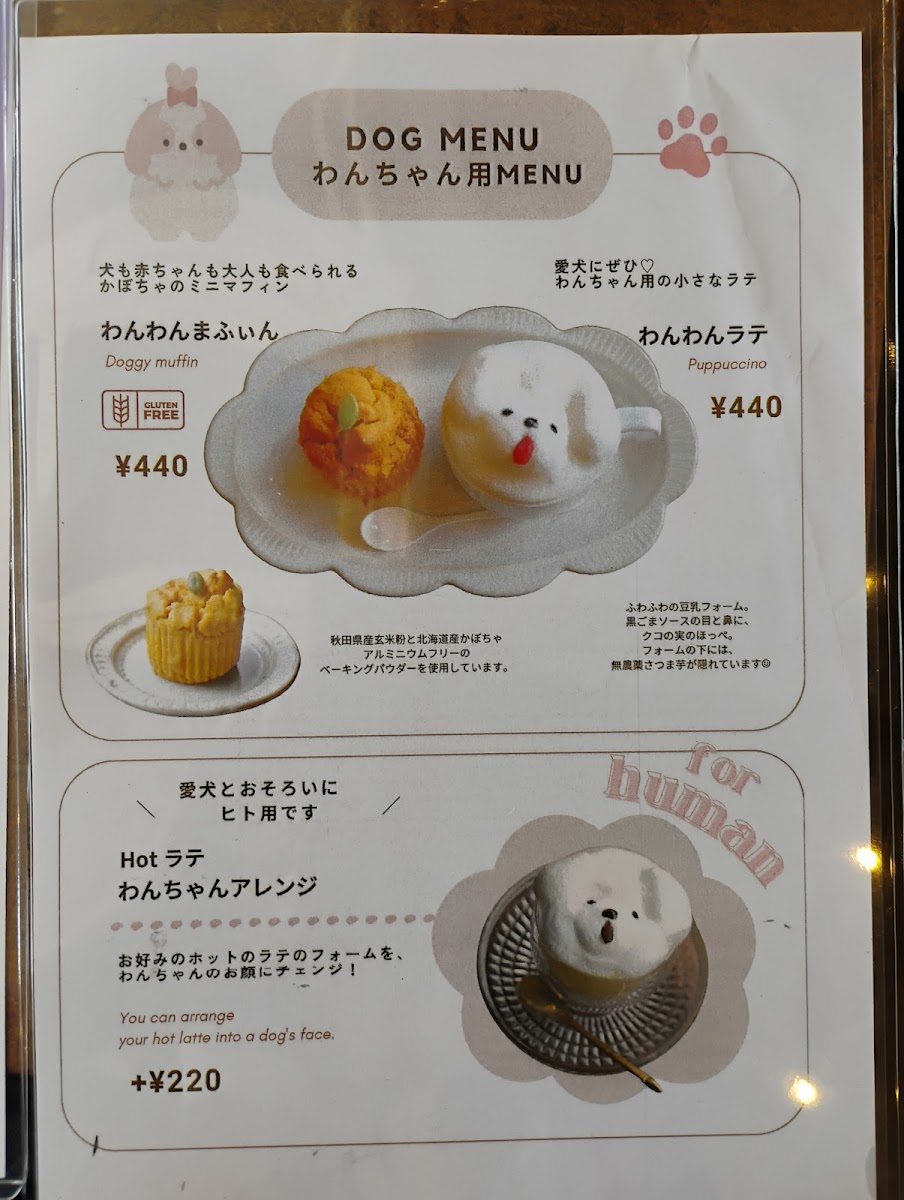 DOG MENU
わんちゃん用MENU
犬も赤ちゃんも大人も食べられる
かぼちゃのミニマフィン
わんわんまふぃん
Doggy muffin
GLUTEN
FREE
¥440
愛犬にぜひ♡
わんちゃん用の小さなラテ
わんわんラテ
Puppuccino
¥440
秋田県産玄米粉と北海道産かぼちゃ
アルミニウムフリーの
ベーキングパウダーを使用しています。
ふわふわの豆乳フォーム。
黒ごまソースの目と鼻に、
クコの実のほっぺ。
フォームの下には、
無農薬さつま芋が隠れています☺
for
human
愛犬とおそろいに
ヒト用です
Hot ラテ
わんちゃんアレンジ
お好みのホットのラテのフォームを、
わんちゃんのお顔にチェンジ！
You can arrange
your hot latte into a dog's face.
+¥220